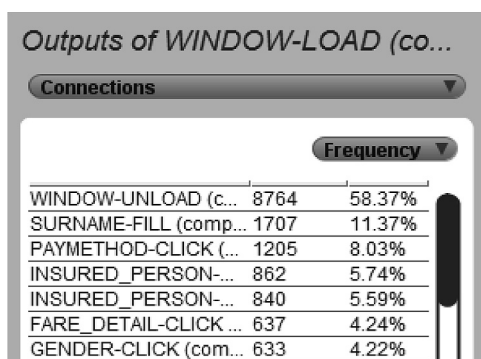 Outputs of WINDOW-LOAD (co...
Connections
Frequency
WINDOW-UNLOAD (c... 8764 58.37%
SURNAME-FILL (comp... 1707 11.37%
PAYMETHOD-CLICK (... 1205 8.03%
INSURED_PERSON-... 862 5.74%
INSURED_PERSON-... 840 5.59%
FARE_DETAIL-CLICK ... 637 4.24%
GENDER-CLICK (com... 633 4.22%